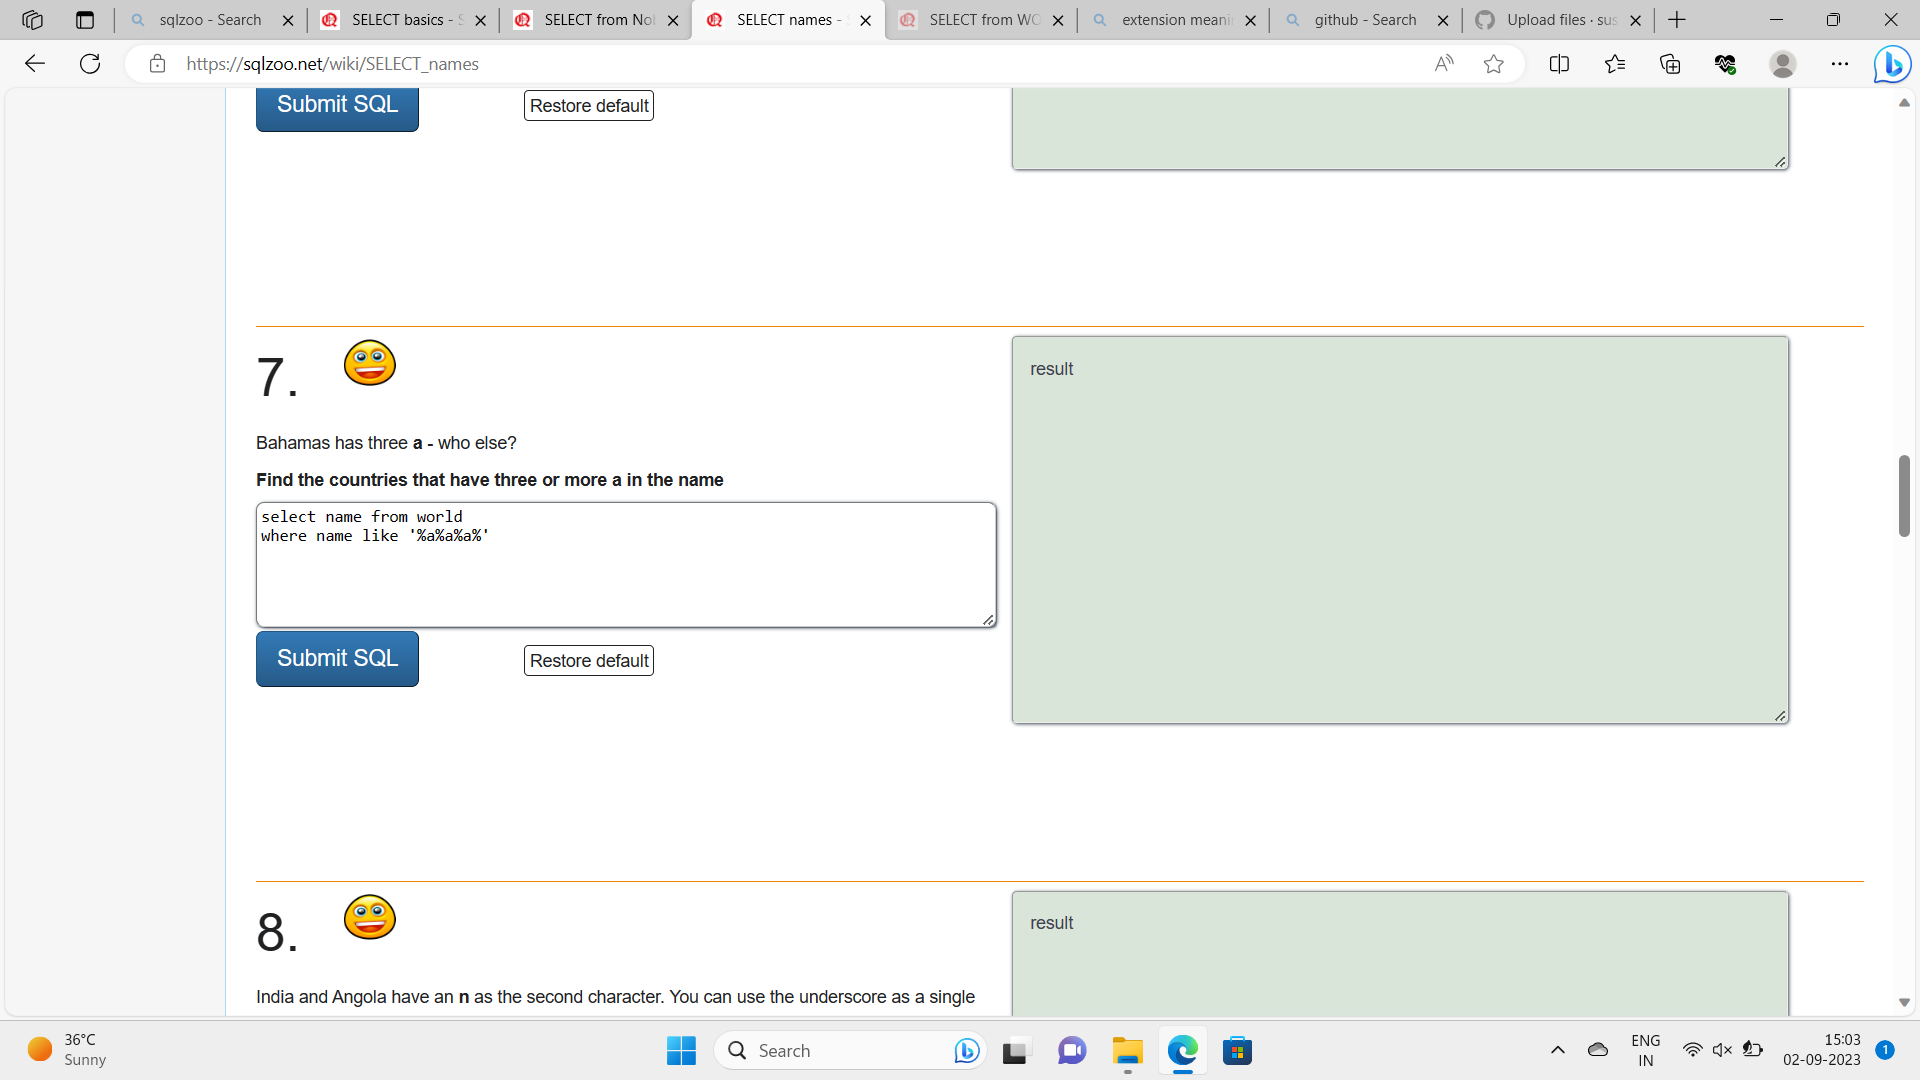 sqlzoo - Search
SELECT basics - S
SELECT from Nob
SELECT names - S
SELECT from WO
extension meani
github - Search
Upload files · sus
https://sqlzoo.net/wiki/SELECT_names
Submit SQL
Restore default
7.
result
Bahamas has three a - who else?
Find the countries that have three or more a in the name
select name from world
where name like '%a%a%a%'
Submit SQL
Restore default
8.
result
India and Angola have an n as the second character. You can use the underscore as a single
36°C
Sunny
Search
ENG
IN
15:03
02-09-2023
1